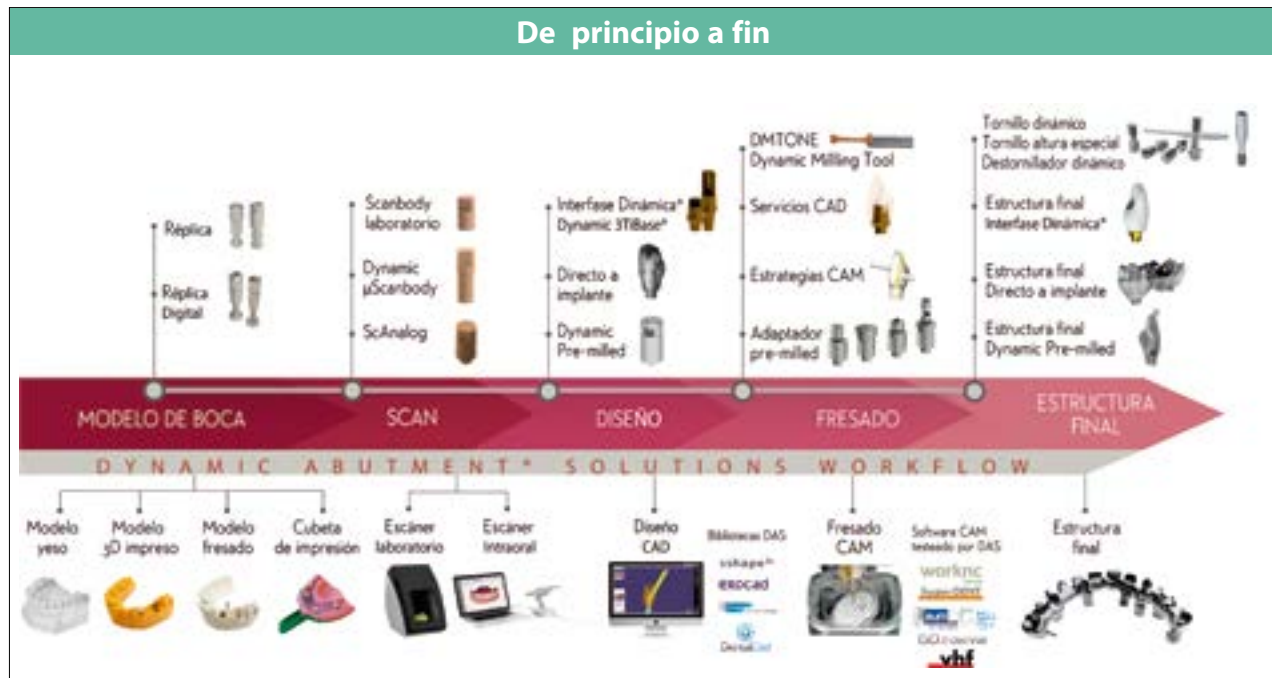 De principio a fin
Réplica
Réplica
Digital
Scanbody
laboratorio
Dynamic
µScanbody
ScAnalog
Interfase Dinámica®
Dynamic 3TiBase®
Directo a
implante
Dynamic
Pre-milled
DMTONE
Dynamic Milling Tool
Servicios CAD
Estrategias CAM
Adaptador
pre-milled
Tornillo dinámico
Tornillo altura especial
Destornillador dinámico
Estructura final
Interfase Dinámica®
Estructura final
Directo a implante
Estructura final
Dynamic Pre-milled
MODELO DE BOCA
SCAN
DISEÑO
FRESADO
ESTRUCTURA
FINAL
DYNAMIC ABUTMENT® SOLUTIONS WORKFLOW
Modelo
yeso
Modelo
3D impreso
Modelo
fresado
Cubeta
de impresión
Escáner
laboratorio
Escáner
Intraoral
Diseño
CAD
Bibliotecas DAS
3shape
exocad
DentalCad
Fresado
CAM
Software CAM
testeado por DAS
worknc
vhf
Estructura
final